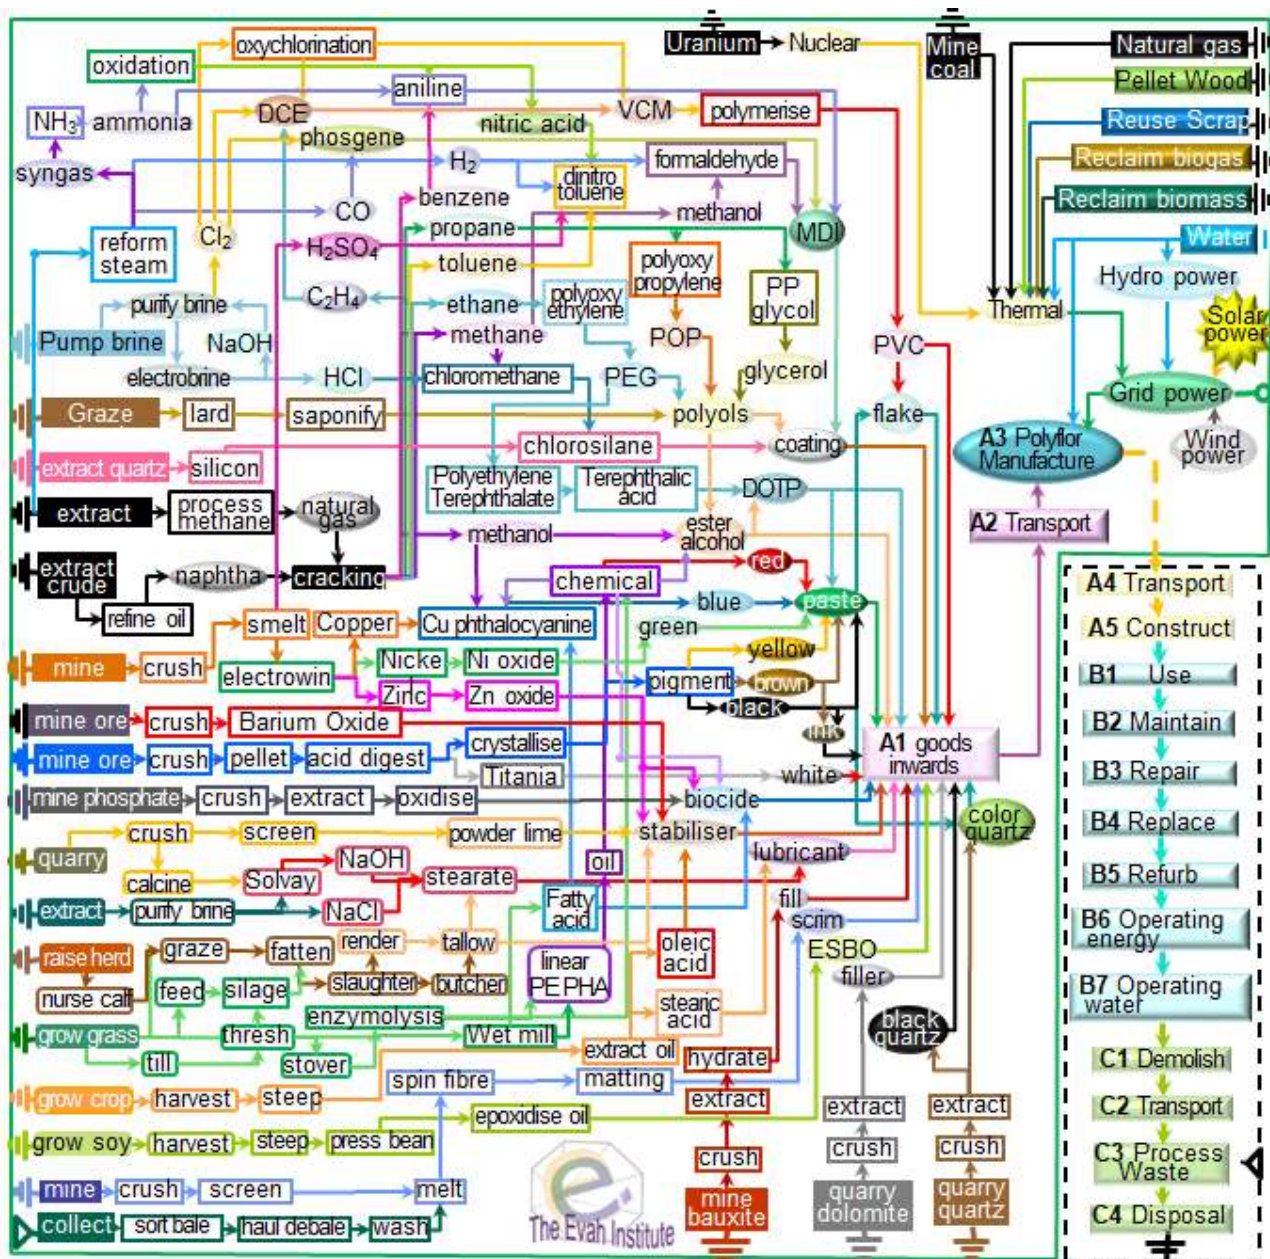 oxychlorination
Uranium
Nuclear
Mine
coal
Natural gas
oxidation
Pellet Wood
aniline
DCE
VCM
polymerise
NH3
ammonia
nitric acid
Reuse Scrap
phosgene
H2
formaldehyde
Reclaim biogas
syngas
dinitro
toluene
benzene
Reclaim biomass
CO
methanol
propane
MDI
Cl2
reform
steam
H2SO4
Water
toluene
polyoxy
propylene
Hydro power
PP
glycol
C2H4
ethane
polyoxy
ethylene
purify brine
Thermal
Solar
power
methane
POP
Pump brine
NaOH
PVC
electrobrine
HCl
chloromethane
PEG
glycerol
Grid power
Graze
lard
saponify
polyols
flake
chlorosilane
coating
A3 Polyflor
Manufacture
Wind
power
extract quartz
silicon
Polyethylene
Terephthalate
Terephthalic
acid
DOTP
extract
process
methane
natural
gas
A2 Transport
methanol
ester
alcohol
extract
crude
naphtha
cracking
chemical
red
A4 Transport
refine oil
blue
paste
smelt
Copper
Cu phthalocyanine
green
A5 Construct
mine
crush
electrowin
Nicke
Ni oxide
yellow
B1 Use
Zinc
Zn oxide
pigment
brown
black
mine ore
crush
Barium Oxide
ink
B2 Maintain
A1 goods
inwards
mine ore
crush
pellet
acid digest
crystallise
Titania
white
B3 Repair
mine phosphate
crush
extract
oxidise
biocide
crush
screen
powder lime
stabiliser
color
quartz
B4 Replace
quarry
NaOH
oil
lubricant
calcine
Solvay
stearate
B5 Refurb
extract
purify brine
NaCl
Fatty
acid
fill
scrim
B6 Operating
energy
graze
fatten
render
tallow
oleic
acid
ESBO
raise herd
linear
PE PHA
filler
nurse calf
feed
silage
slaughter
butcher
B7 Operating
water
enzymolysis
stearic
acid
grow grass
thresh
Wet mill
black
quartz
till
stover
extract oil
hydrate
C1 Demolish
spin fibre
matting
grow crop
harvest
steep
extract
extract
extract
C2 Transport
epoxidise oil
grow soy
harvest
steep
press bean
crush
crush
crush
C3 Process
Waste
mine
crush
screen
melt
mine
bauxite
quarry
dolomite
quarry
quartz
C4 Disposal
collect
sort bale
haul debale
wash
e
The Evah Institute